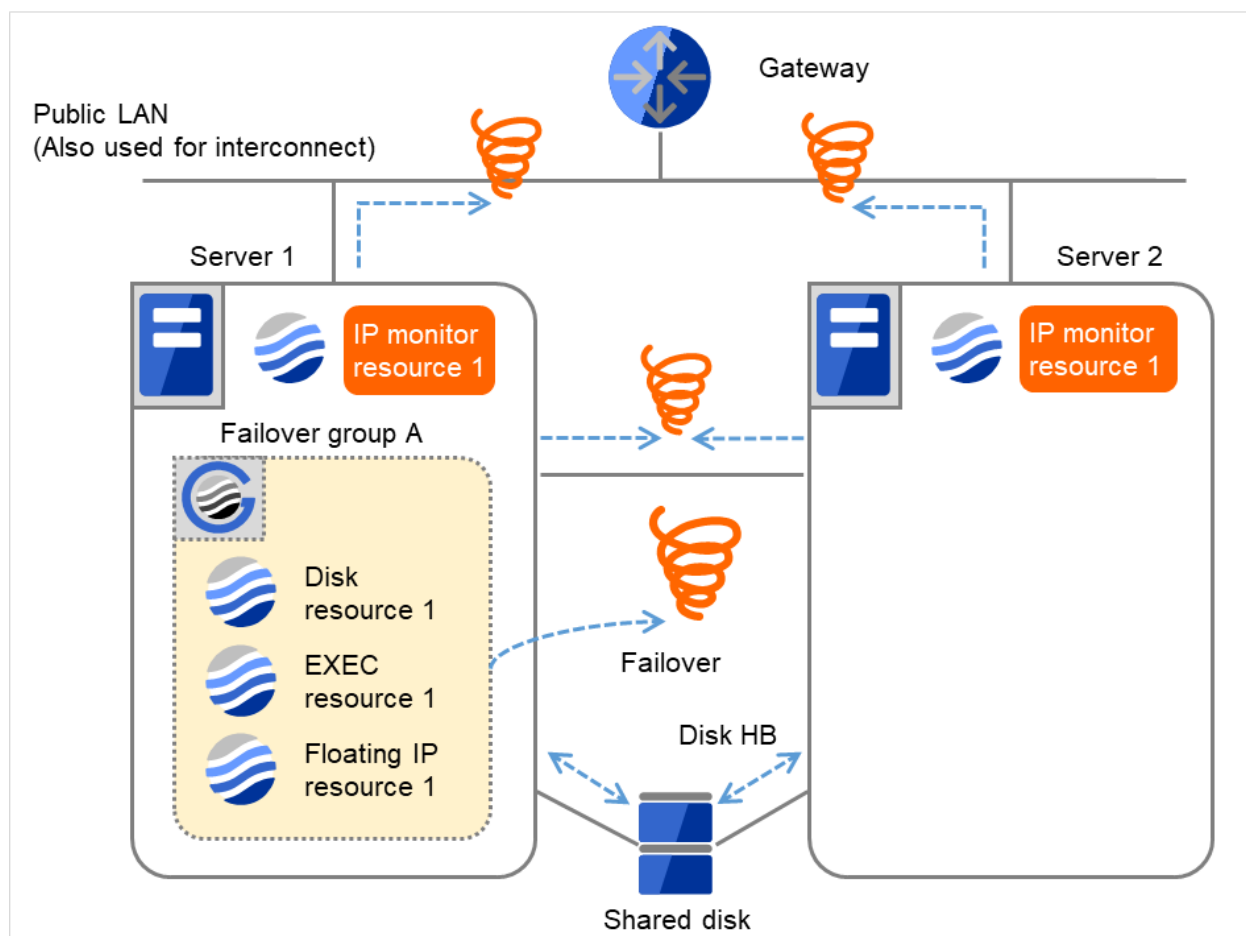 Gateway
Public LAN
(Also used for interconnect)
Server 1
Server 2
IP monitor
resource 1
IP monitor
resource 1
Failover group A
Disk
resource 1
EXEC
resource 1
Failover
Floating IP
resource 1
Disk HB
Shared disk